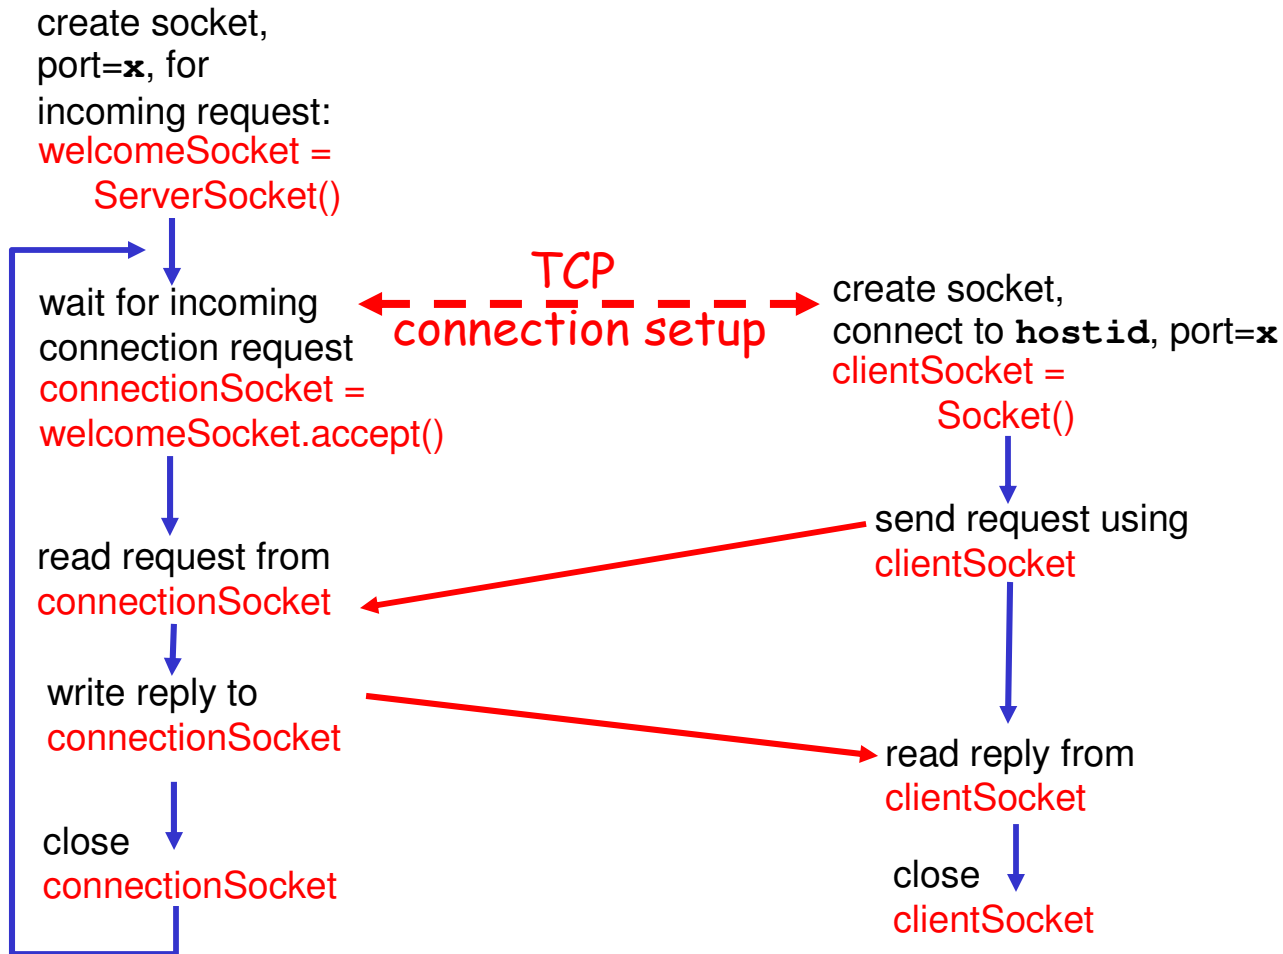 create socket,
port=x, for
incoming request:
welcomeSocket =
ServerSocket()
wait for incoming
connection request
connectionSocket =
welcomeSocket.accept()
read request from
connectionSocket
write reply to
connectionSocket
close
connectionSocket
TCP
connection setup
create socket,
connect to hostid, port=x
clientSocket =
Socket()
send request using
clientSocket
read reply from
clientSocket
close
clientSocket